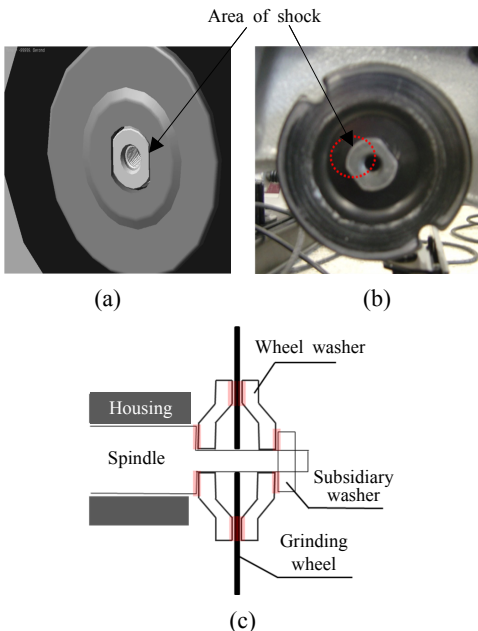 Area of shock
(a)
(b)
Wheel washer
Housing
Spindle
Subsidiary
washer
Grinding
wheel
(c)